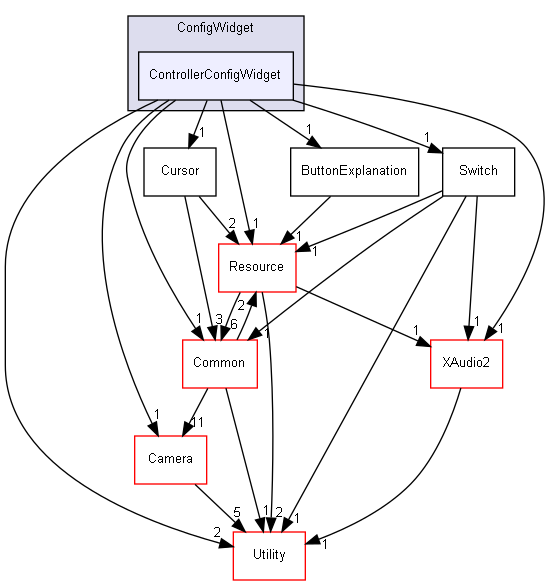 ConfigWidget
ControllerConfigWidget
1
1
1
Cursor
ButtonExplanation
Switch
2
1
1
1
Resource
1
3
6
2
1
1
1
1
Common
XAudio2
1
11
Camera
5
1
2
1
2
1
Utility